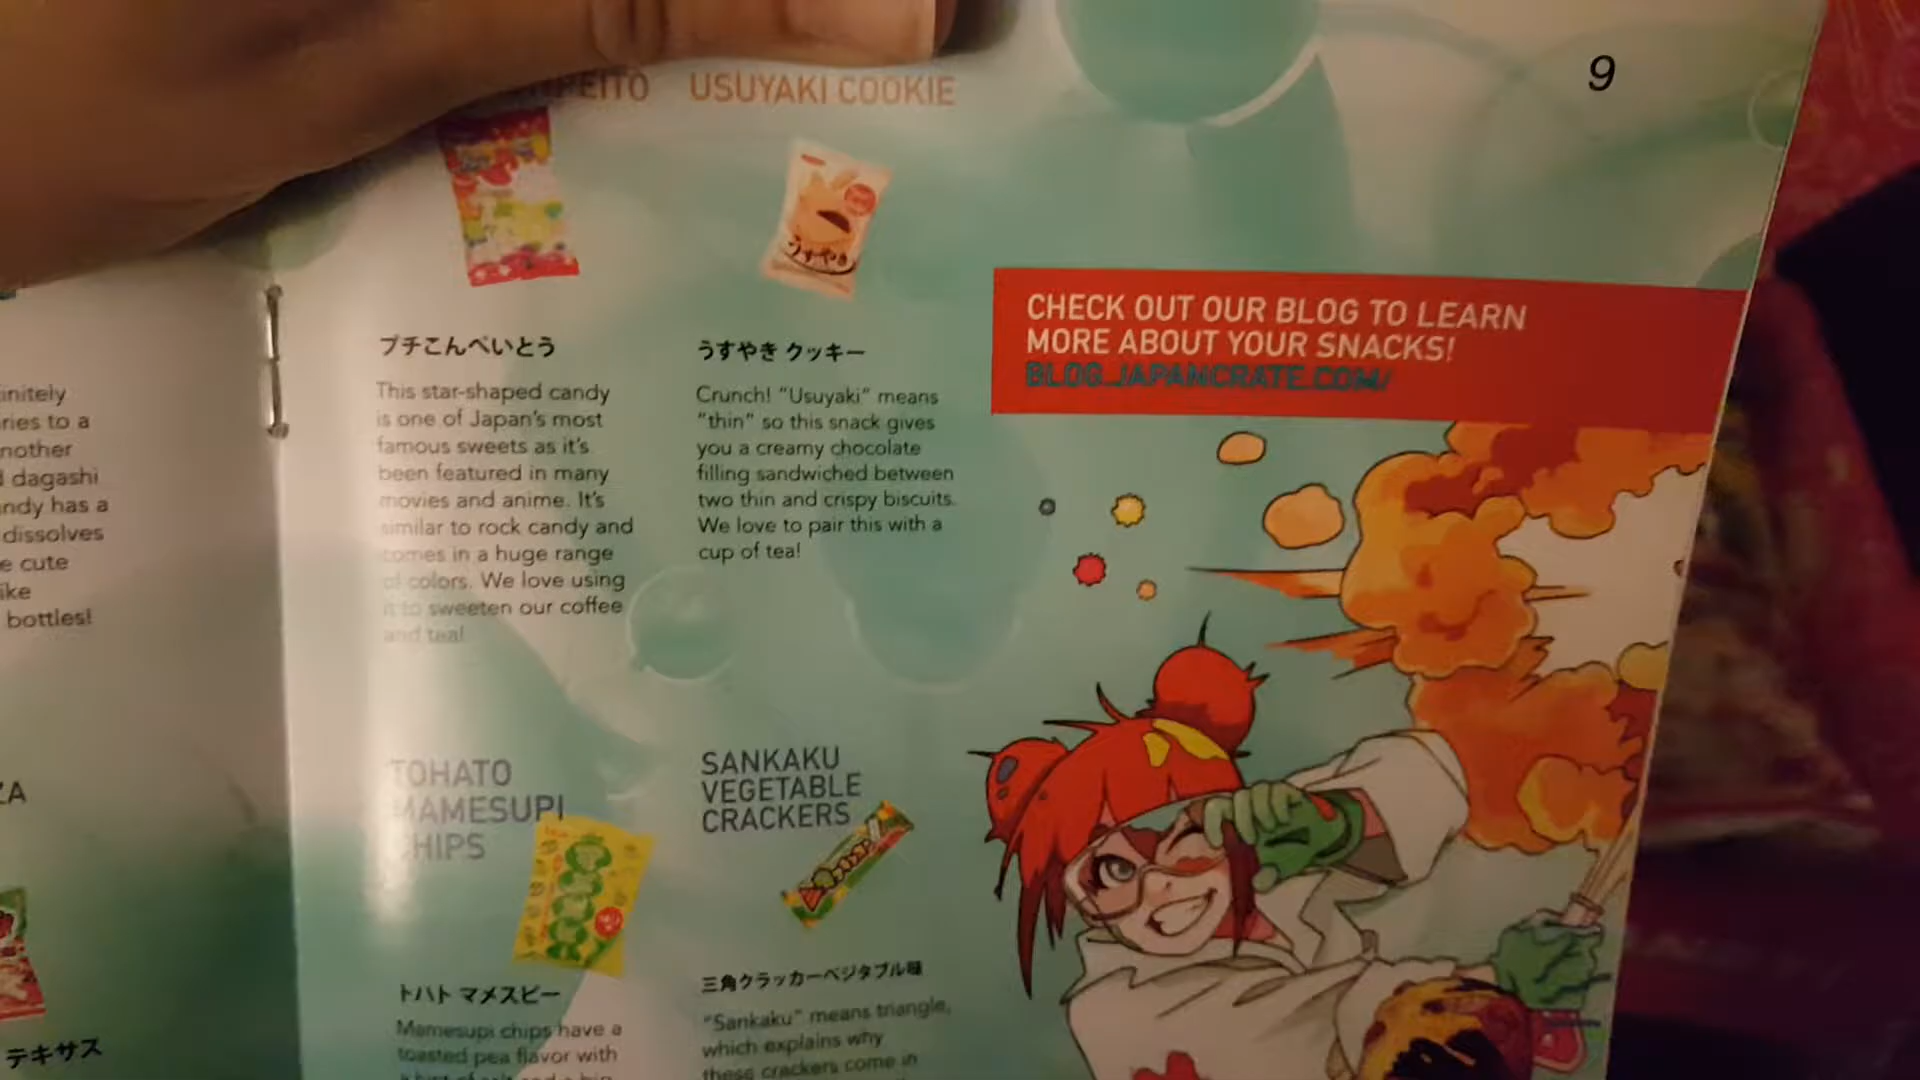 9
PEITO
USUYAKI COOKIE
うすやき
プチこんぺいとう
This star-shaped candy
is one of Japan's most
famous sweets as it's
been featured in many
movies and anime. It's
similar to rock candy and
comes in a huge range
of colors. We love using
it to sweeten our coffee
and tea!
うすやき クッキー
Crunch! "Usuyaki" means
"thin" so this snack gives
you a creamy chocolate
filling sandwiched between
two thin and crispy biscuits.
We love to pair this with a
cup of tea!
CHECK OUT OUR BLOG TO LEARN
MORE ABOUT YOUR SNACKS!
BLOG.JAPANCRATE.COM/
initely
ries to a
nother
dagashi
ndy has a
dissolves
e cute
ike
bottles!
ZA
テキサス
TOHATO
MAMESUPI
CHIPS
トハト マメスピー
Mamesupi chips have a
toasted pea flavor with
SANKAKU
VEGETABLE
CRACKERS
三角クラッカーベジタブル味
"Sankaku" means triangle,
which explains why
these crackers come in